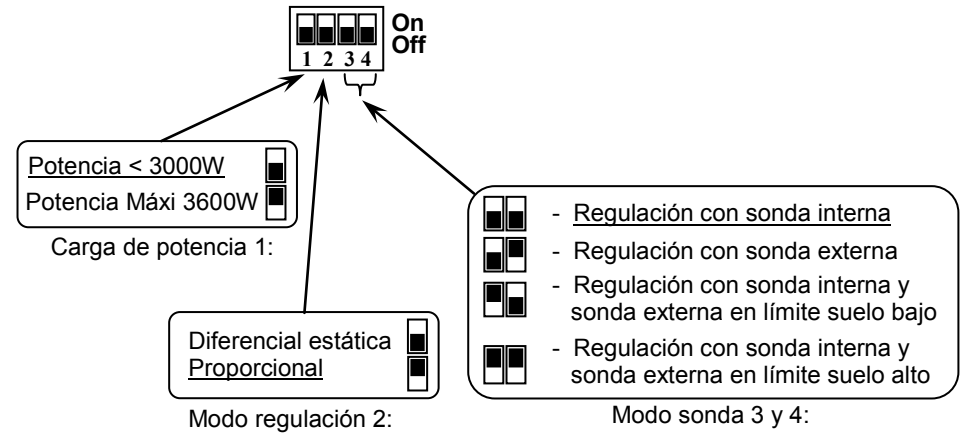 On
Off
1 2 3 4
Potencia < 3000W
Potencia Máxi 3600W
Carga de potencia 1:
Diferencial estática
Proporcional
Modo regulación 2:
- Regulación con sonda interna
- Regulación con sonda externa
- Regulación con sonda interna y
sonda externa en límite suelo bajo
- Regulación con sonda interna y
sonda externa en límite suelo alto
Modo sonda 3 y 4: